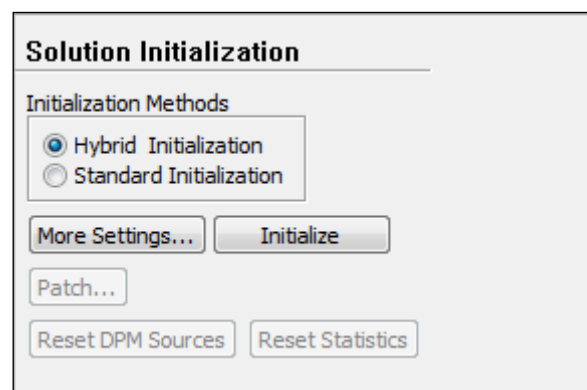 Solution Initialization
Initialization Methods
Hybrid Initialization
Standard Initialization
More Settings... Initialize
Patch...
Reset DPM Sources Reset Statistics